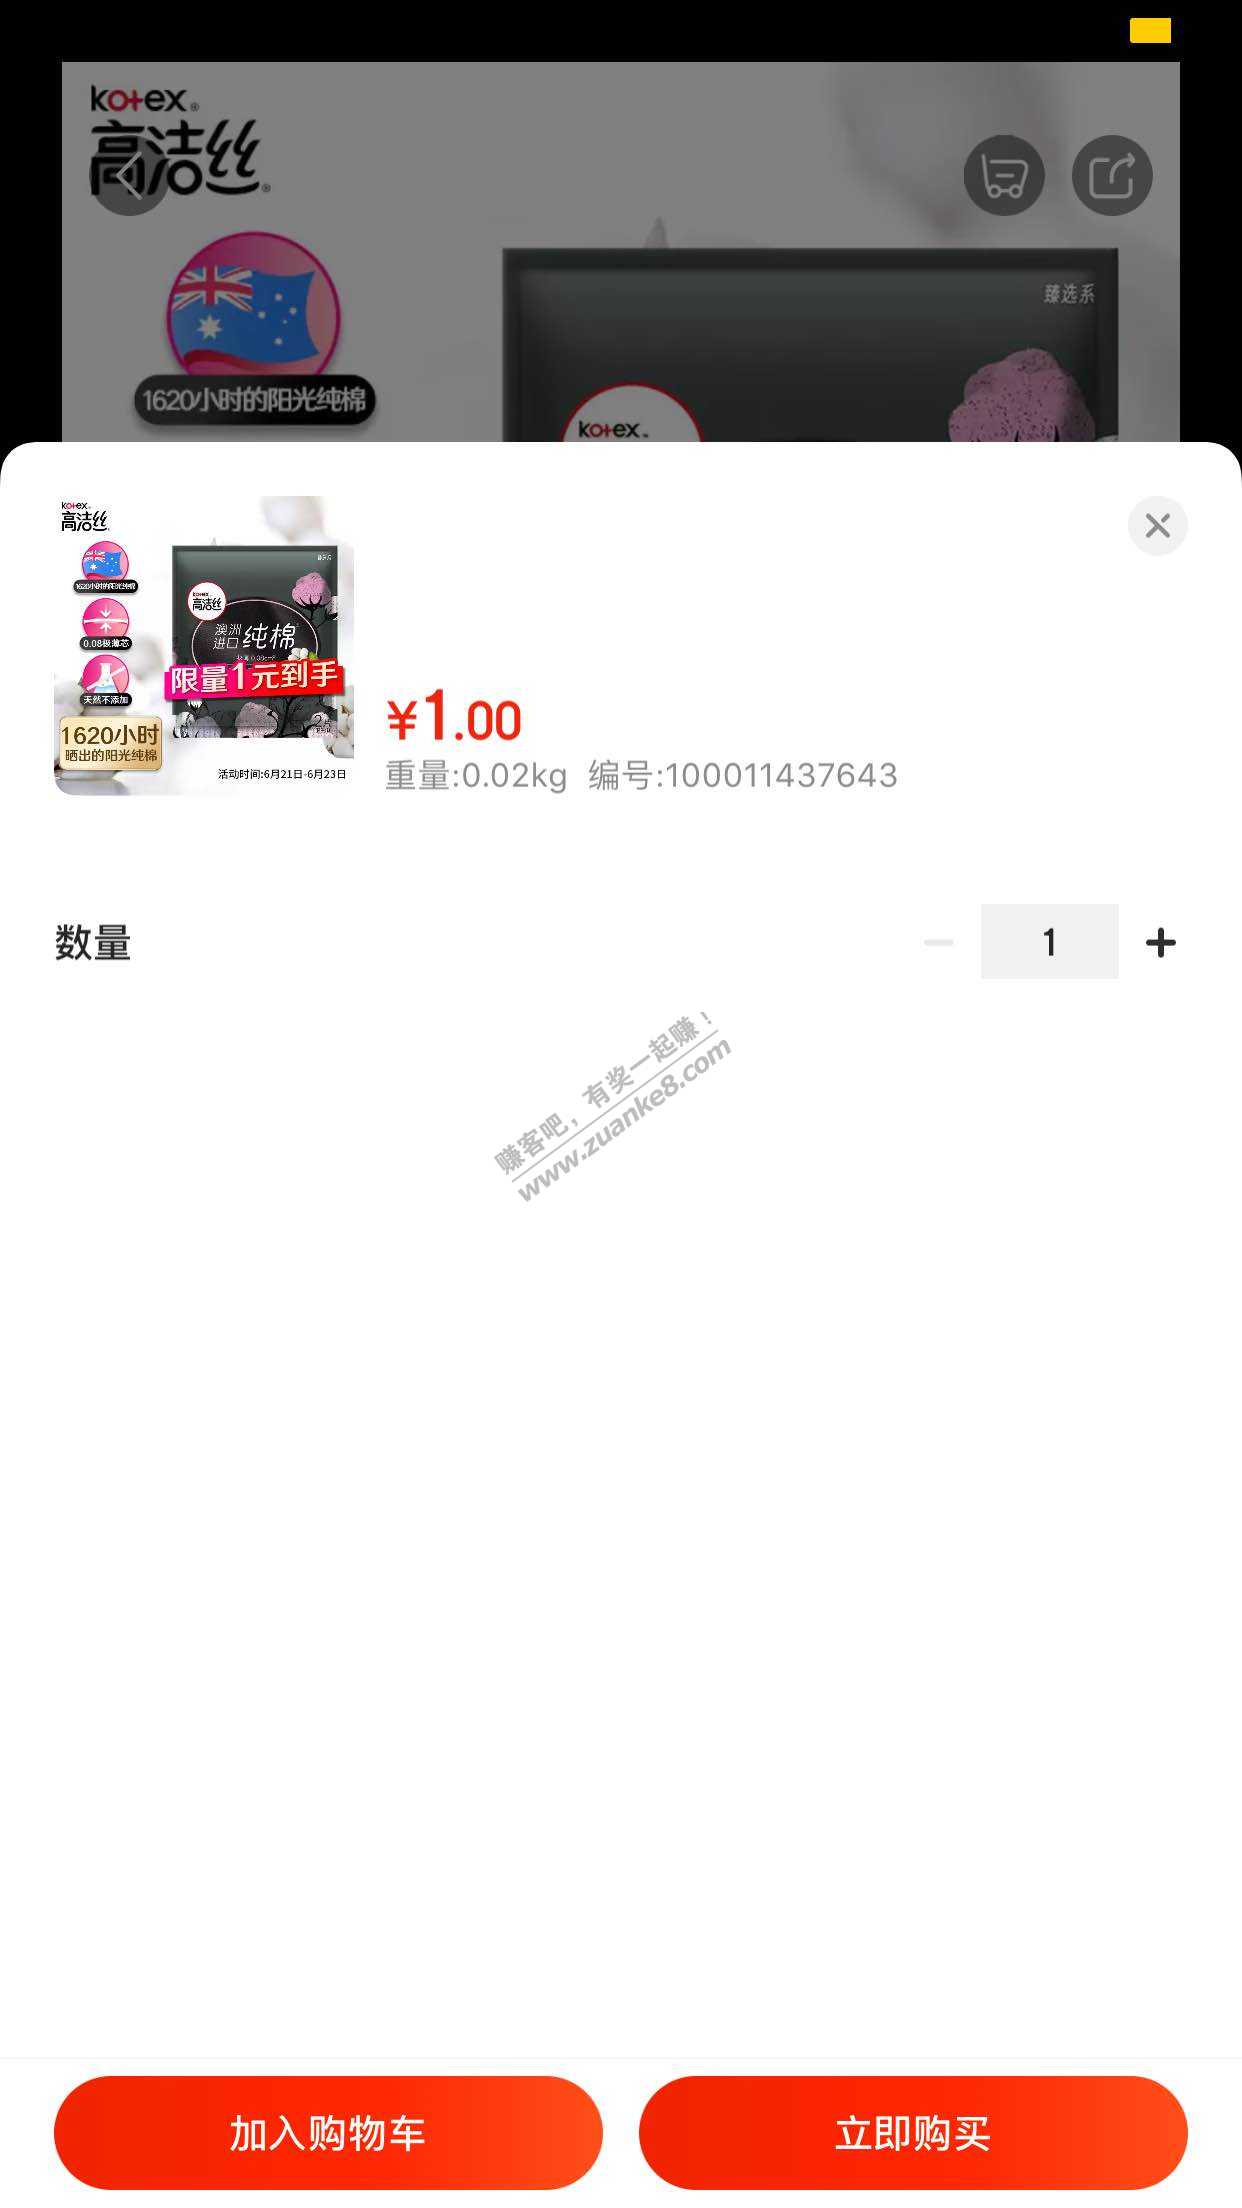 kotex®
高洁丝®
臻选系
1620小时的阳光纯棉
kotex
kotex
高洁丝
1620小时的阳光纯棉
0.08极薄芯
天然不添加
kotex
高洁丝
澳洲
进口 纯棉
限量1元到手
1620小时
晒出的阳光纯棉
活动时间:6月21日-6月23日
¥1.00
重量:0.02kg 编号:100011437643
数量
1
赚客吧，有奖一起赚！
www.zuanke8.com
加入购物车
立即购买